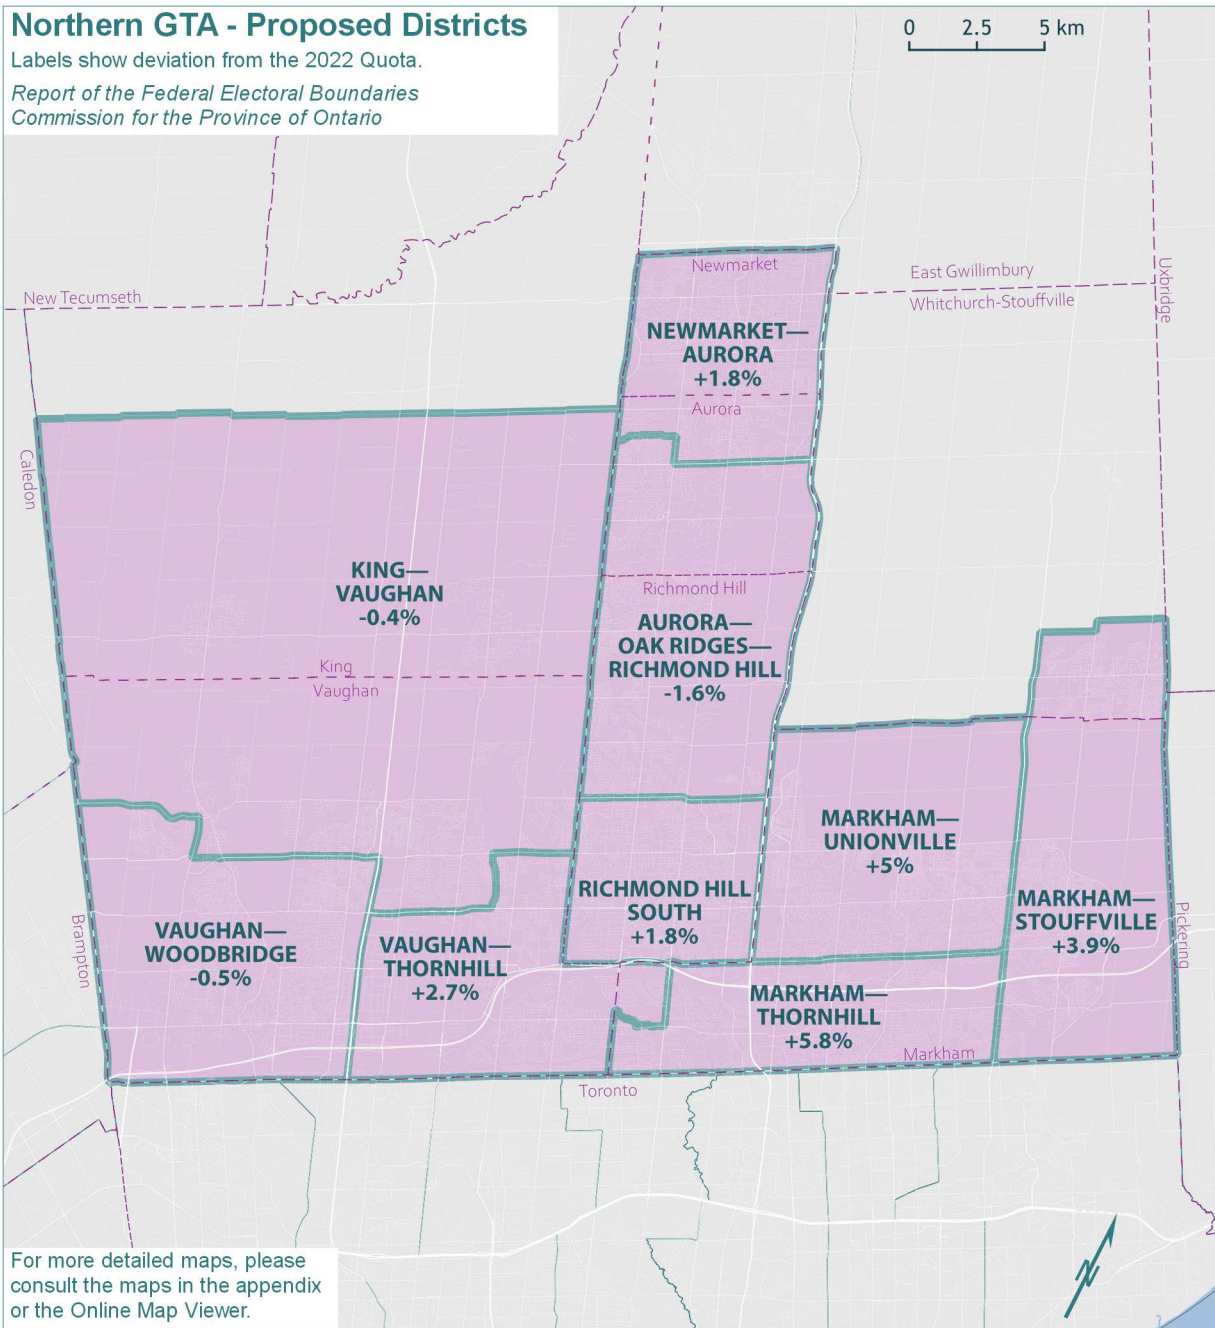 Northern GTA - Proposed Districts
Labels show deviation from the 2022 Quota.
Report of the Federal Electoral Boundaries
Commission for the Province of Ontario
0 2.5 5 km
Newmarket
East Gwillimbury
Whitchurch-Stouffville
Uxbridge
New Tecumseth
NEWMARKET—
AURORA
+1.8%
Aurora
Caledon
KING—
VAUGHAN
-0.4%
Richmond Hill
AURORA—
OAK RIDGES—
RICHMOND HILL
-1.6%
King
Vaughan
MARKHAM—
UNIONVILLE
+5%
RICHMOND HILL
SOUTH
+1.8%
MARKHAM—
STOUFFVILLE
+3.9%
Pickering
Brampton
VAUGHAN—
WOODBRIDGE
-0.5%
VAUGHAN—
THORNHILL
+2.7%
MARKHAM—
THORNHILL
+5.8%
Markham
Toronto
N
For more detailed maps, please
consult the maps in the appendix
or the Online Map Viewer.